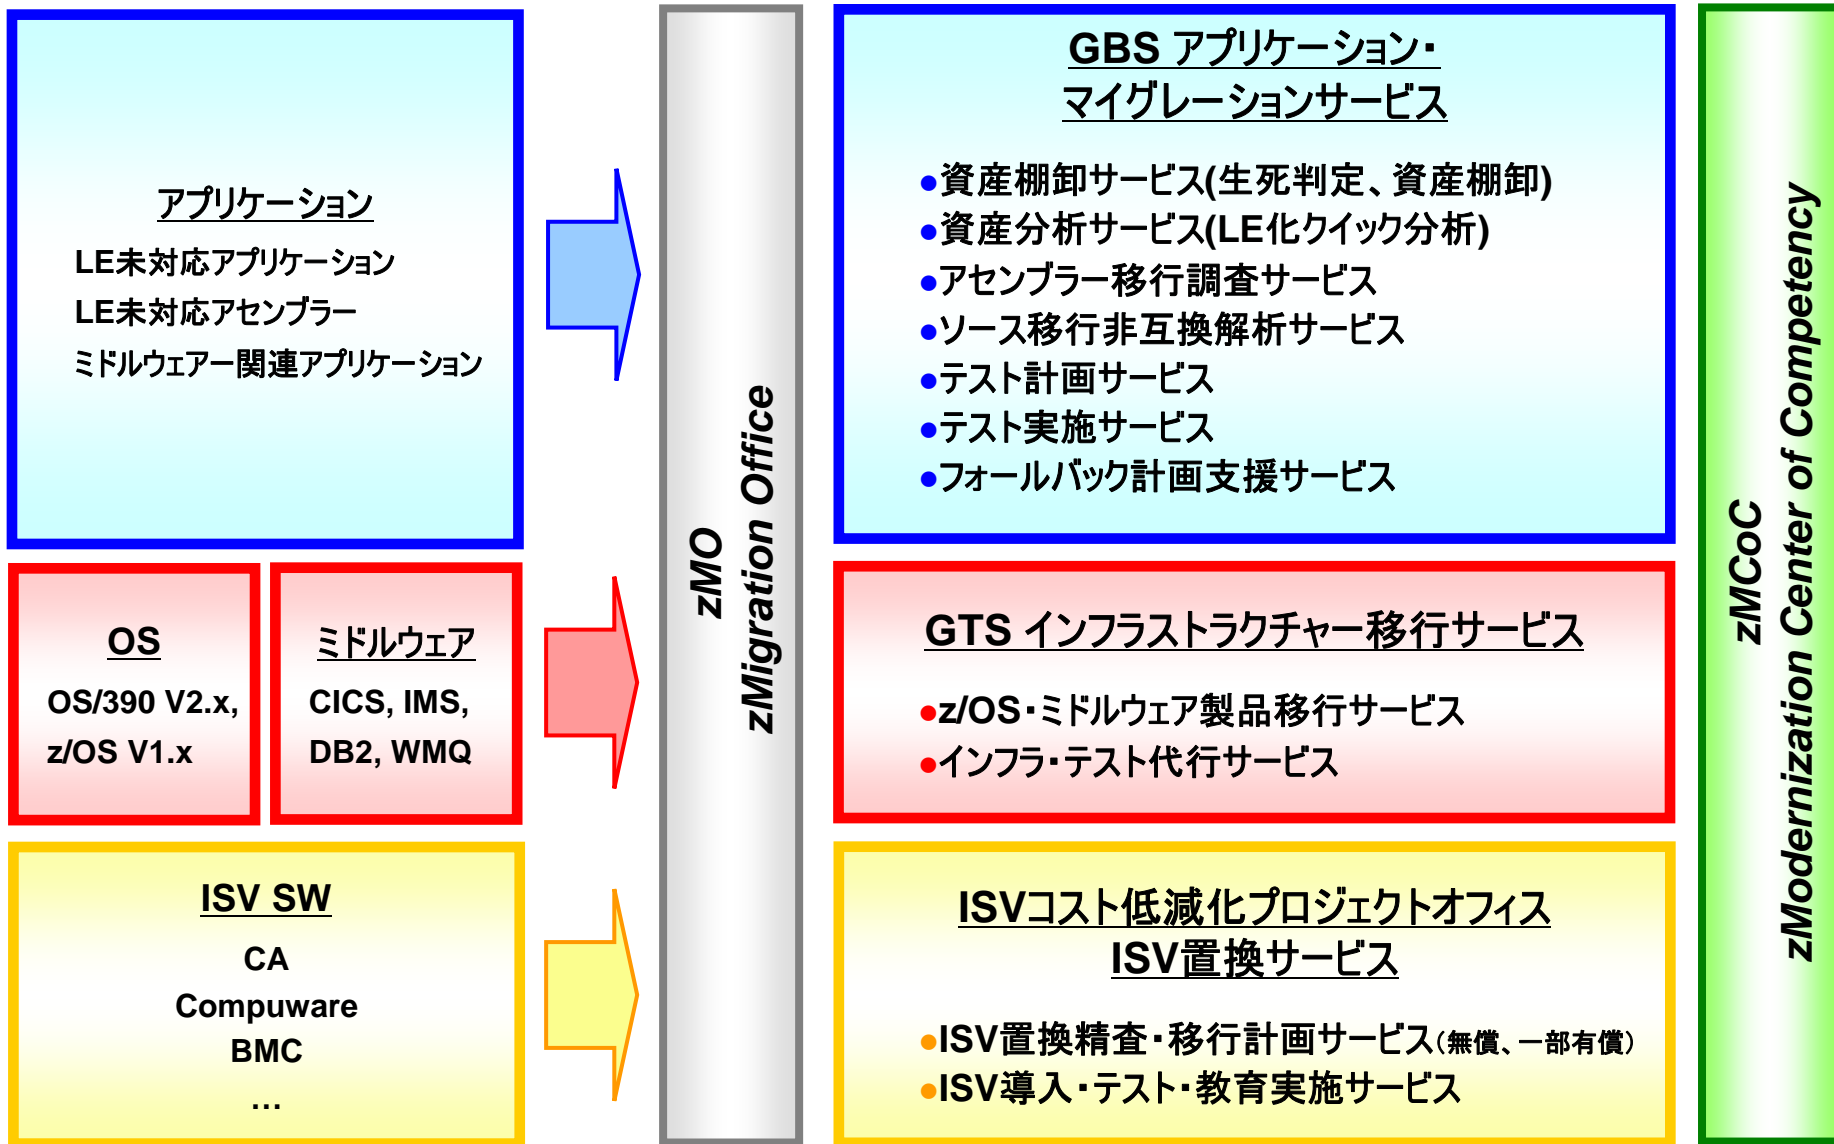 アプリケーション
LE未対応アプリケーション
LE未対応アセンブラー
ミドルウェアー関連アプリケーション
OS
OS/390 V2.x,
z/OS V1.x
ミドルウェア
CICS, IMS,
DB2, WMQ
ISV SW
CA
Compuware
BMC
…
zMO
zMigration Office
GBS アプリケーション・
マイグレーションサービス
●資産棚卸サービス(生死判定、資産棚卸)
●資産分析サービス(LE化クイック分析)
●アセンブラー移行調査サービス
●ソース移行非互換解析サービス
●テスト計画サービス
●テスト実施サービス
●フォールバック計画支援サービス
GTS インフラストラクチャー移行サービス
●z/OS・ミドルウェア製品移行サービス
●インフラ・テスト代行サービス
ISVコスト低減化プロジェクトオフィス
ISV置換サービス
●ISV置換精査・移行計画サービス(無償、一部有償)
●ISV導入・テスト・教育実施サービス
zMCoC
zModernization Center of Competency